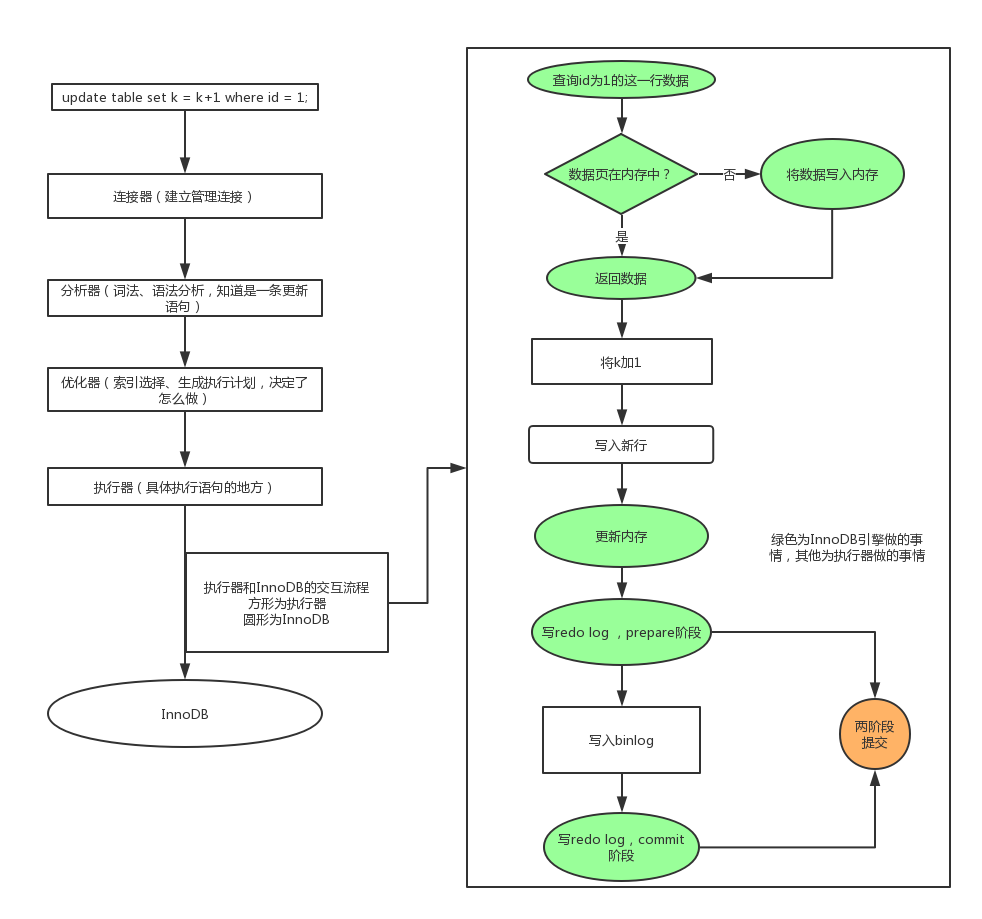 update table set k = k+1 where id = 1;
连接器（建立管理连接）
分析器（词法、语法分析，知道是一条更新
语句）
优化器（索引选择、生成执行计划，决定了
怎么做）
执行器（具体执行语句的地方）
执行器和InnoDB的交互流程
方形为执行器
圆形为InnoDB
InnoDB
查询id为1的这一行数据
数据页在内存中？
否
将数据写入内存
是
返回数据
将k加1
写入新行
更新内存
绿色为InnoDB引擎做的事
情，其他为执行器做的事情
写redo log ，prepare阶段
写入binlog
两阶段
提交
写redo log，commit
阶段